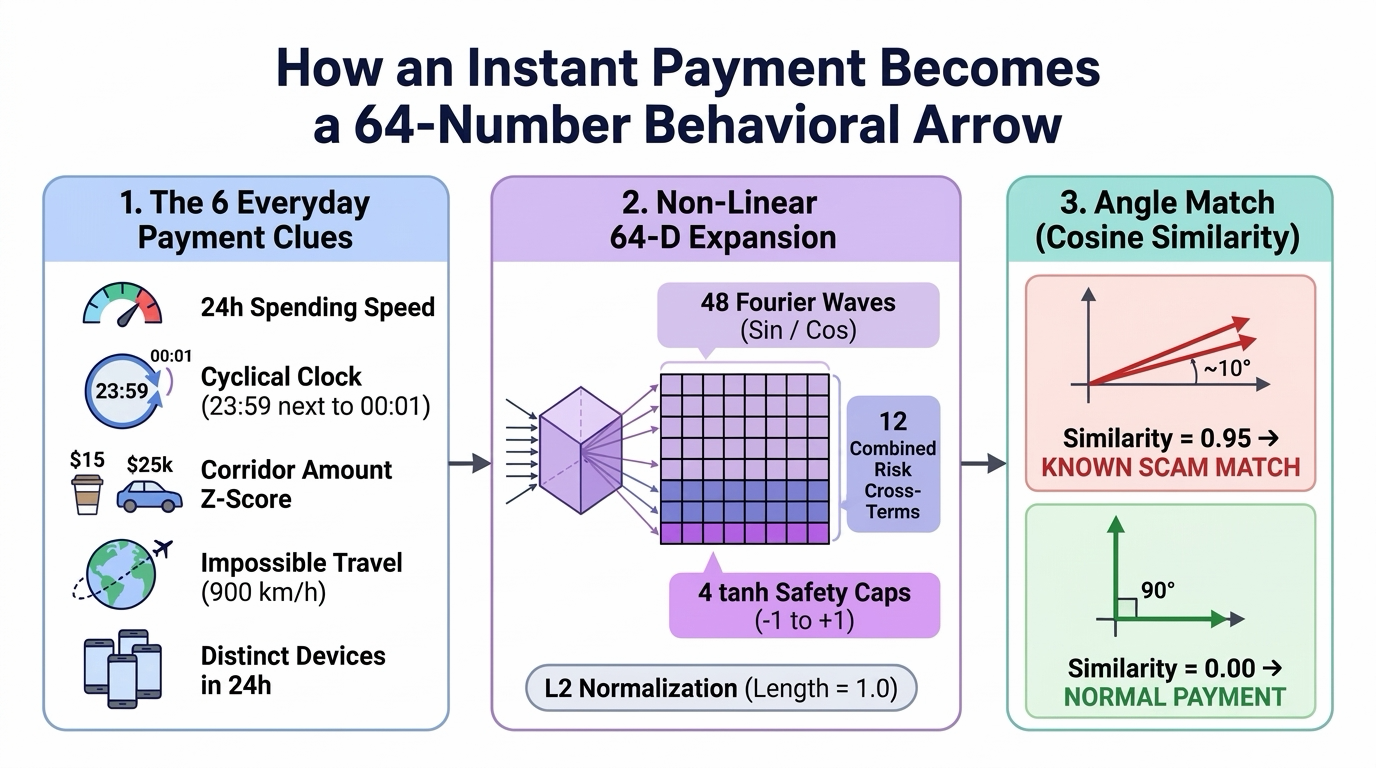 How an Instant Payment Becomes
a 64-Number Behavioral Arrow
1. The 6 Everyday
Payment Clues
24h Spending Speed
00:01
23:59
Cyclical Clock
(23:59 next to 00:01)
$15
$25k
Corridor Amount
Z-Score
Impossible Travel
(900 km/h)
Distinct Devices
in 24h
2. Non-Linear
64-D Expansion
48 Fourier Waves
(Sin / Cos)
12
Combined
Risk
Cross-
Terms
4 tanh Safety Caps
(-1 to +1)
L2 Normalization (Length = 1.0)
3. Angle Match
(Cosine Similarity)
~10°
Similarity = 0.95 →
KNOWN SCAM MATCH
90°
Similarity = 0.00 →
NORMAL PAYMENT